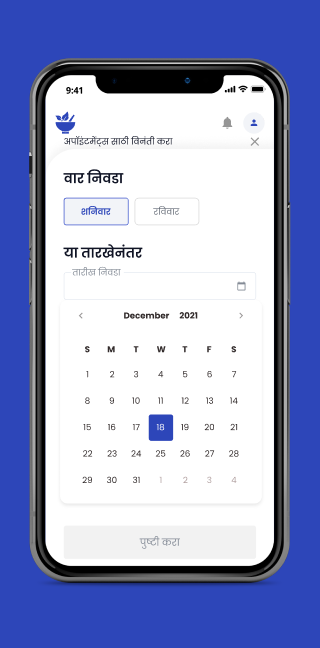 9:41
अपॉइंटमेंट्स साठी विनंती करा
वार निवडा
शनिवार रविवार
या तारखेनंतर
तारीख निवडा
December 2021
S M T W T F S
1 2 3 4 5 6 7
8 9 10 11 12 13 14
15 16 17 18 19 20 21
22 23 24 25 26 27 28
29 30 31 1 2 3 4
पुष्टी करा